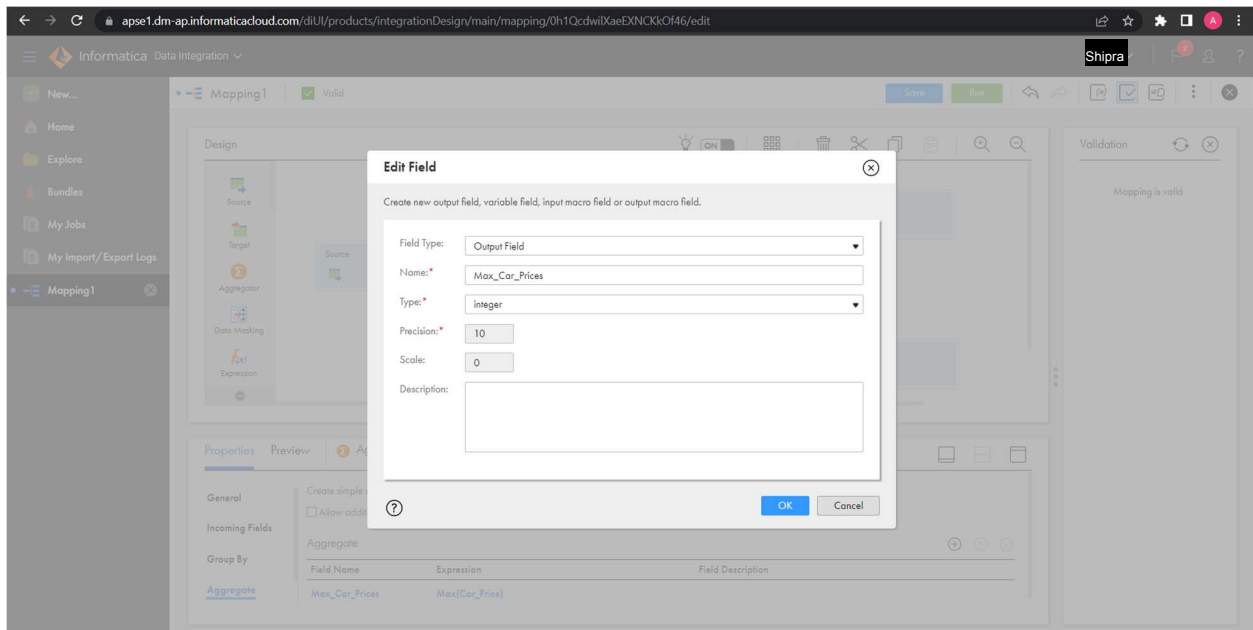 apse1.dm-ap.informaticacloud.com/diUI/products/integrationDesign/main/mapping/0h1QcdwilXaeEXNCKkOf46/edit
A
Informatica Data Integration
Shipra
2
?
New...
Mapping1
Valid
Save
Run
Home
Explore
Bundles
My Jobs
My Import/Export Logs
Mapping1
Design
ON
Source
Target
Aggregator
Data Masking
Expression
Source
Validation
Mapping is valid
Edit Field
Create new output field, variable field, input macro field or output macro field.
Field Type: Output Field
Name:* Max_Car_Prices
Type:* integer
Precision:* 10
Scale: 0
Description:
?
OK
Cancel
Properties
Preview
Ag
General
Incoming Fields
Group By
Aggregate
Create simple
Allow addit
Aggregate
Field Name Expression Field Description
Max_Car_Prices Max(Car_Price)